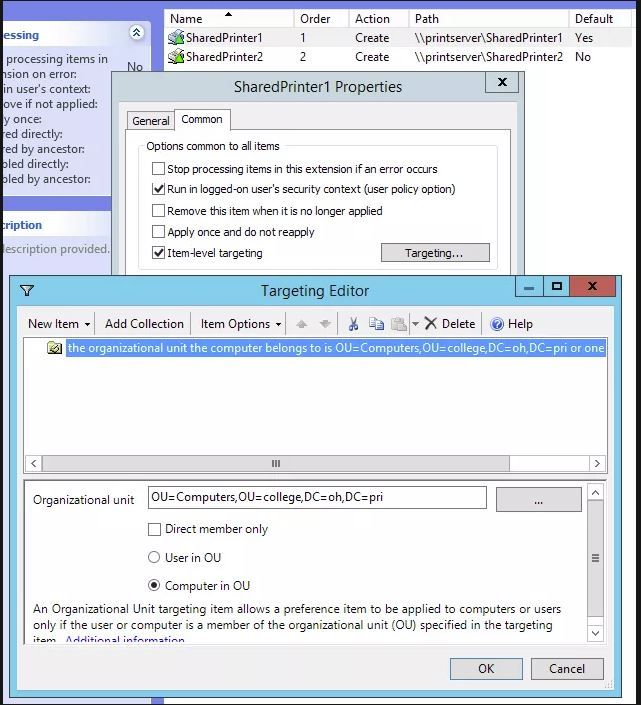 Name Order Action Path Default
SharedPrinter1 1 Create \\printserver\SharedPrinter1 Yes
SharedPrinter2 2 Create \\printserver\SharedPrinter2 No
essing
processing items in
nsion on error: No
in user's context:
ove if not applied:
y once:
red directly:
red by ancestor:
bled directly:
bled by ancestor:
cription
description provided.
SharedPrinter1 Properties
General Common
Options common to all items
Stop processing items in this extension if an error occurs
Run in logged-on user's security context (user policy option)
Remove this item when it is no longer applied
Apply once and do not reapply
Item-level targeting Targeting...
Targeting Editor
New Item Add Collection Item Options Delete Help
the organizational unit the computer belongs to is OU=Computers,OU=college,DC=oh,DC=pri or one
Organizational unit OU=Computers,OU=college,DC=oh,DC=pri ...
Direct member only
User in OU
Computer in OU
An Organizational Unit targeting item allows a preference item to be applied to computers or users
only if the user or computer is a member of the organizational unit (OU) specified in the targeting
item. Additional information
OK Cancel